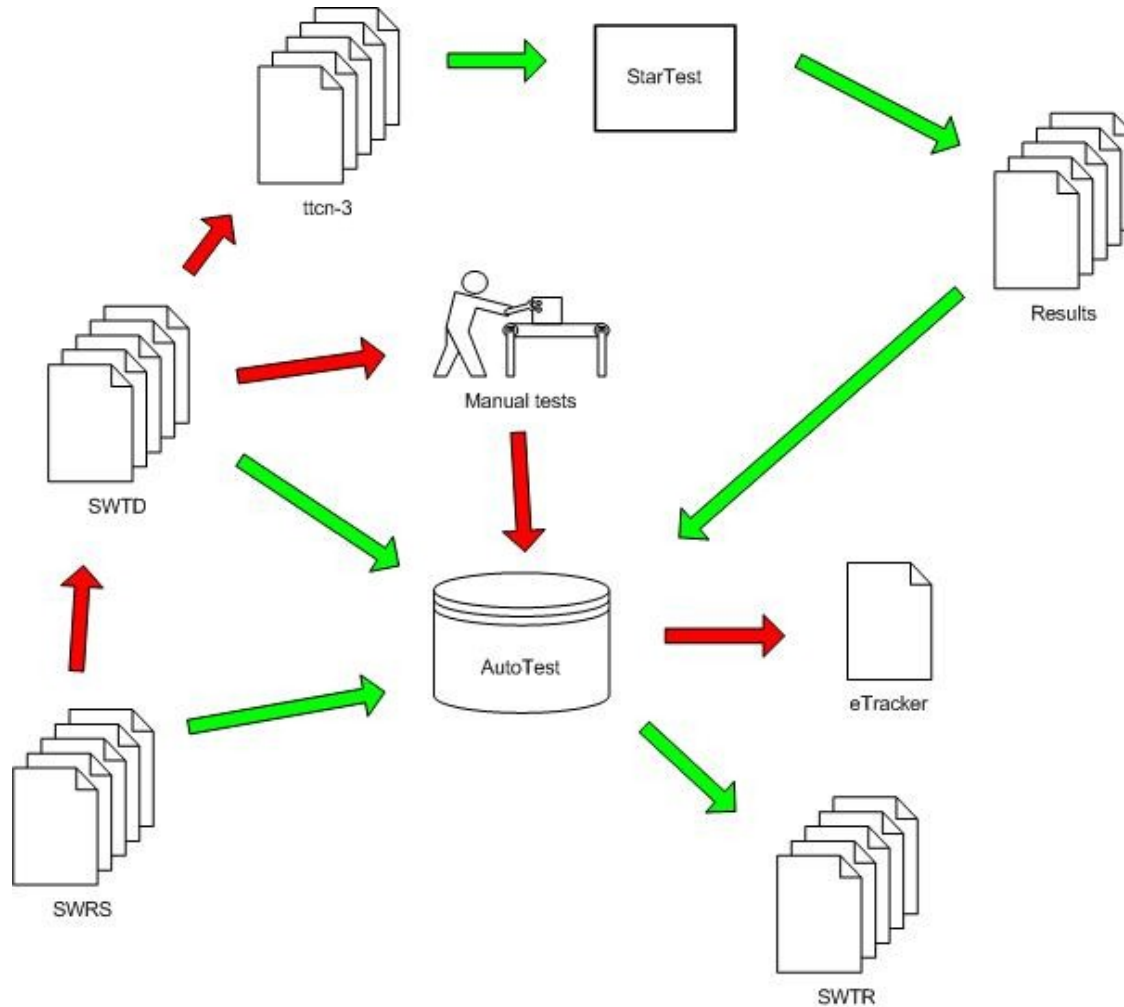 StarTest
ttcn-3
Results
Manual tests
SWTD
AutoTest
eTracker
SWRS
SWTR